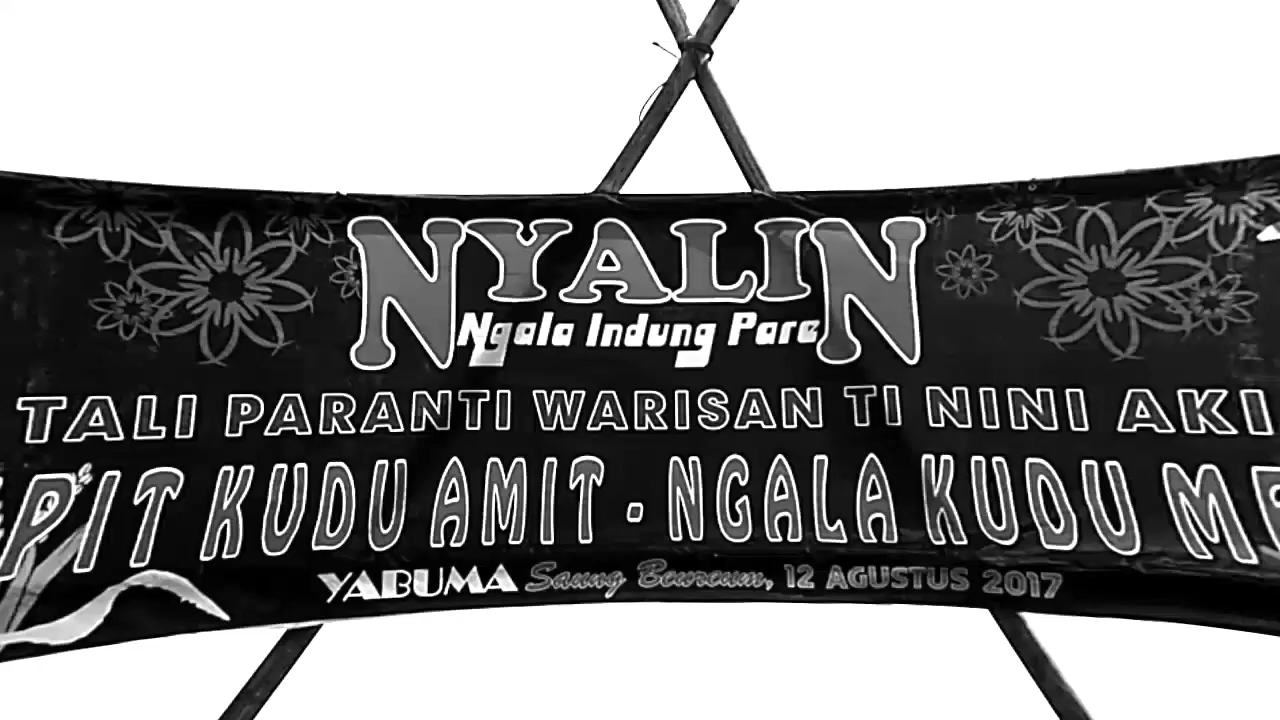 NYALIN
Ngala Indung Pare
TALI PARANTI WARISAN TI NINI AKI
PIT KUDU AMIT - NGALA KUDU
YABUMA Saung Beureum, 12 AGUSTUS 2017